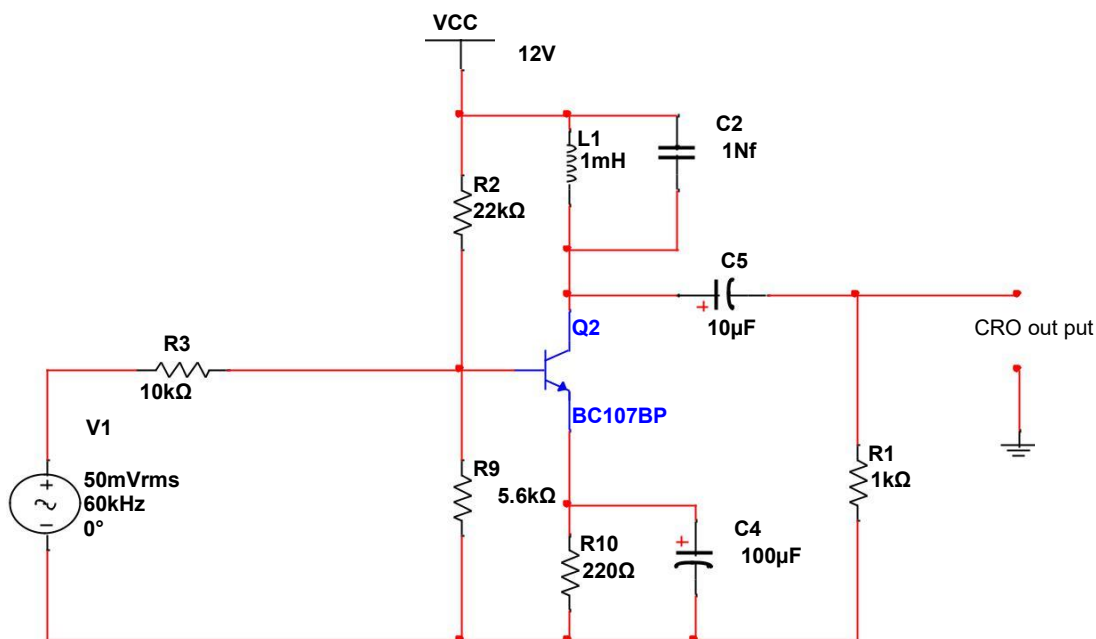 VCC
12V
C2
1Nf
L1
1mH
R2
22kΩ
C5
10µF
Q2
CRO out put
R3
10kΩ
BC107BP
V1
50mVrms
60kHz
0°
R9
5.6kΩ
R1
1kΩ
R10
220Ω
C4
100µF